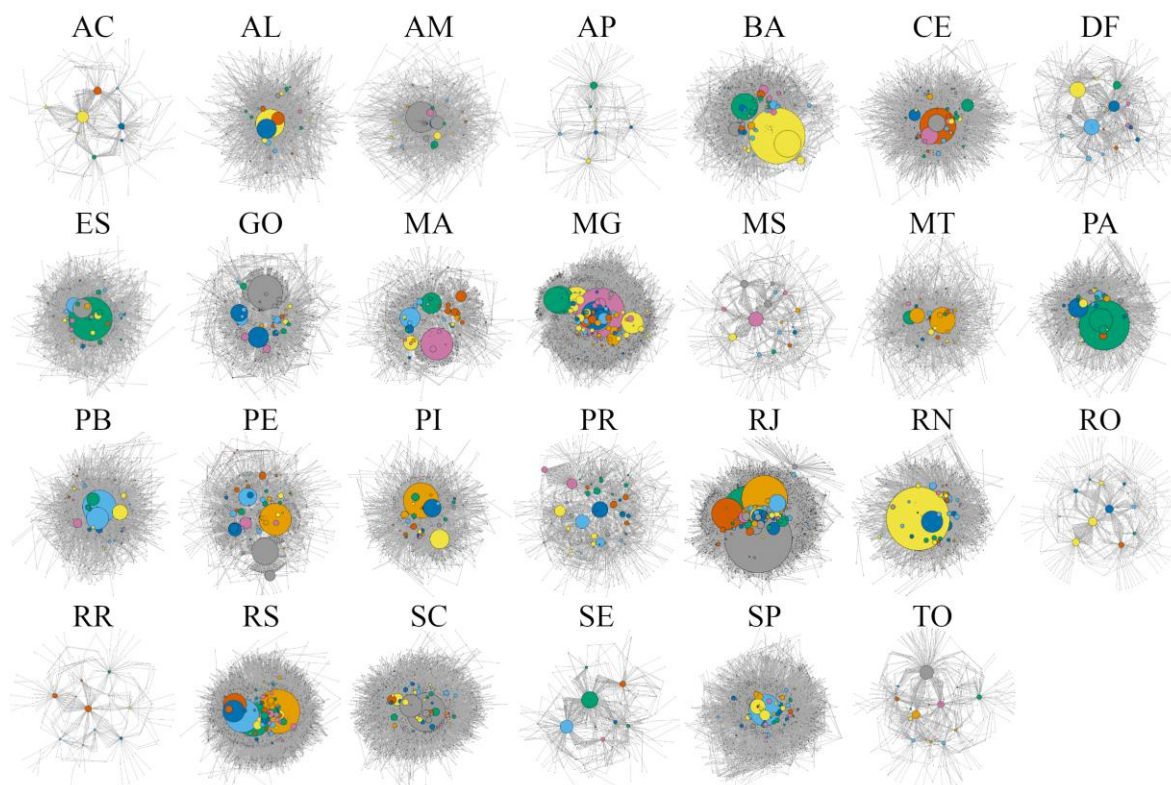 AC AL AM AP BA CE DF
ES GO MA MG MS MT PA
PB PE PI PR RJ RN RO
RR RS SC SE SP TO